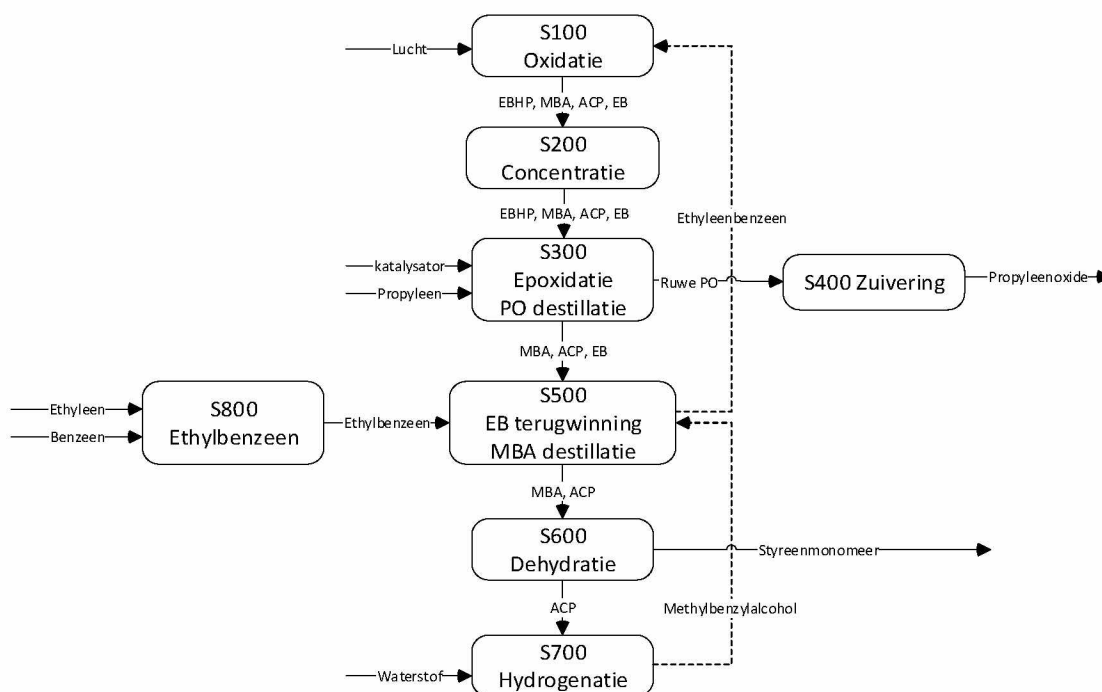 S100
Oxidatie
Lucht
EBHP, MBA, ACP, EB
S200
Concentratie
EBHP, MBA, ACP, EB
Ethyleenbenzeen
S300
Epoxidatie
PO destillatie
katalysator
Propyleen
Ruwe PO
S400 Zuivering
Propyleenoxide
MBA, ACP, EB
Ethyleen
Benzeen
S800
Ethylbenzeen
Ethylbenzeen
S500
EB terugwinning
MBA destillatie
MBA, ACP
S600
Dehydratie
Styreenmonomeer
ACP
Methylbenzylalcohol
S700
Hydrogenatie
Waterstof